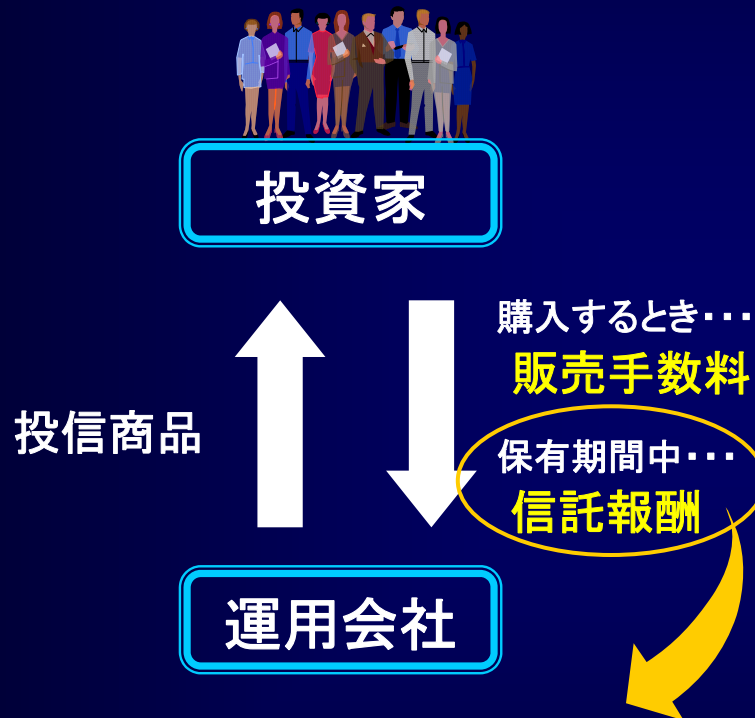 投資家
購入するとき･･･
販売手数料
投信商品
保有期間中･･･
信託報酬
運用会社